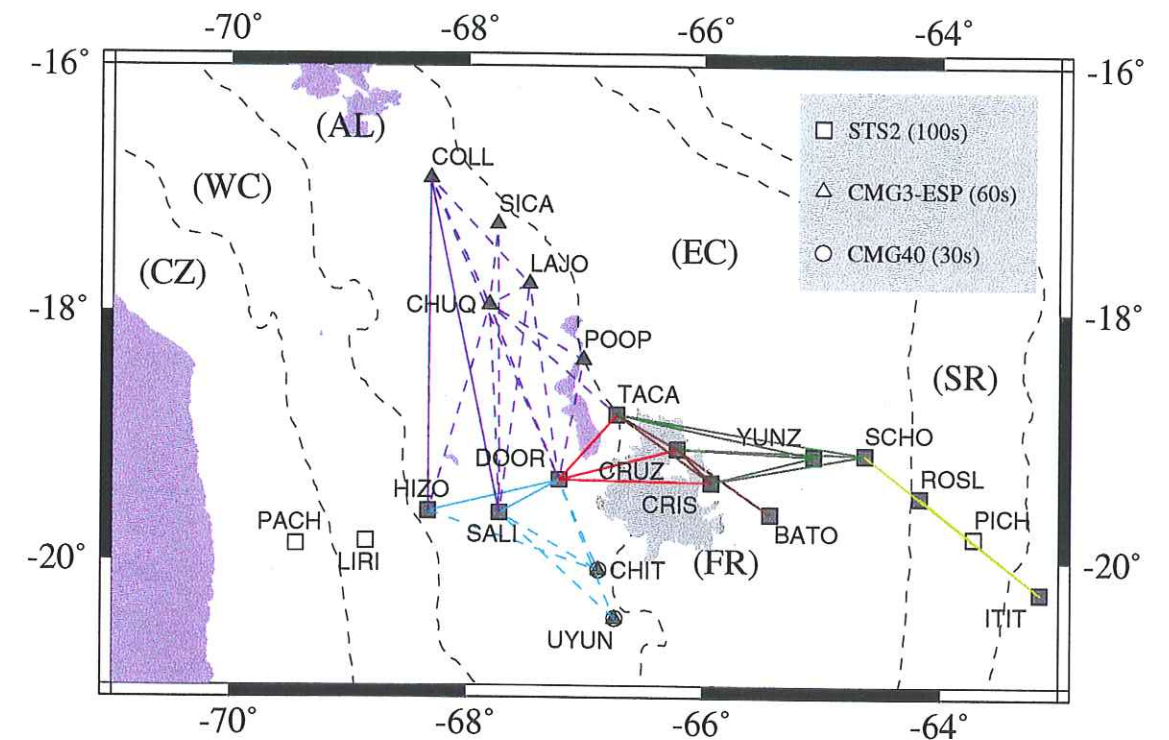 -70° -68° -66° -64°
-16° -16°
(AL)
STS2 (100s)
COLL
(WC)
CMG3-ESP (60s)
SICA
(EC)
CMG40 (30s)
(CZ)
LAJO
CHUQ
-18° -18°
POOP
(SR)
TACA
YUNZ SCHO
DOOR CRUZ
HIZO
ROSL
CRIS
PACH
PICH
SALI
BATO
LIRI
(FR)
CHIT
-20° -20°
ITIT
UYUN
-70° -68° -66° -64°